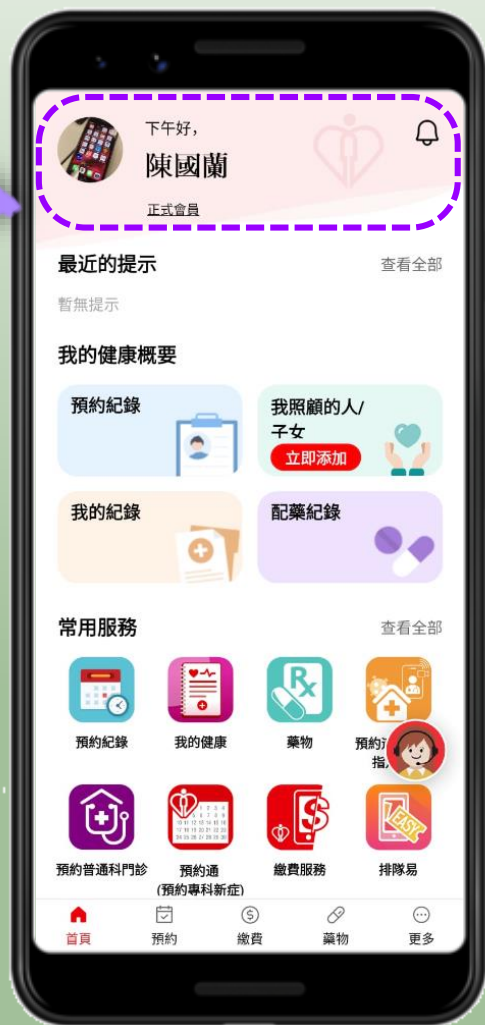 下午好，
陳國蘭
正式會員
最近的提示
查看全部
暫無提示
我的健康概要
預約紀錄
我照顧的人/
子女
立即添加
我的紀錄
配藥紀錄
常用服務
查看全部
Rx
預約紀錄
我的健康
藥物
預約
指
EASY
預約普通科門診
預約通
(預約專科新症)
繳費服務
排隊易
首頁
預約
繳費
藥物
更多